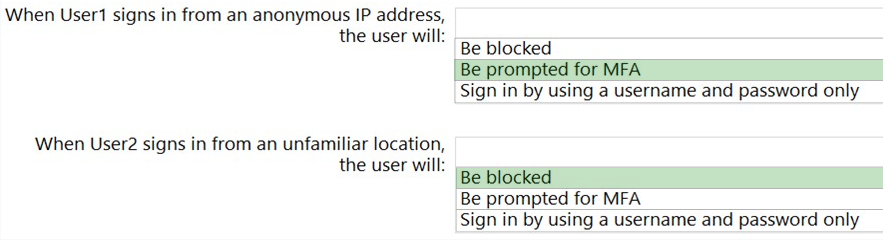 When User1 signs in from an anonymous IP address,
the user will:
Be blocked
Be prompted for MFA
Sign in by using a username and password only
When User2 signs in from an unfamiliar location,
the user will:
Be blocked
Be prompted for MFA
Sign in by using a username and password only